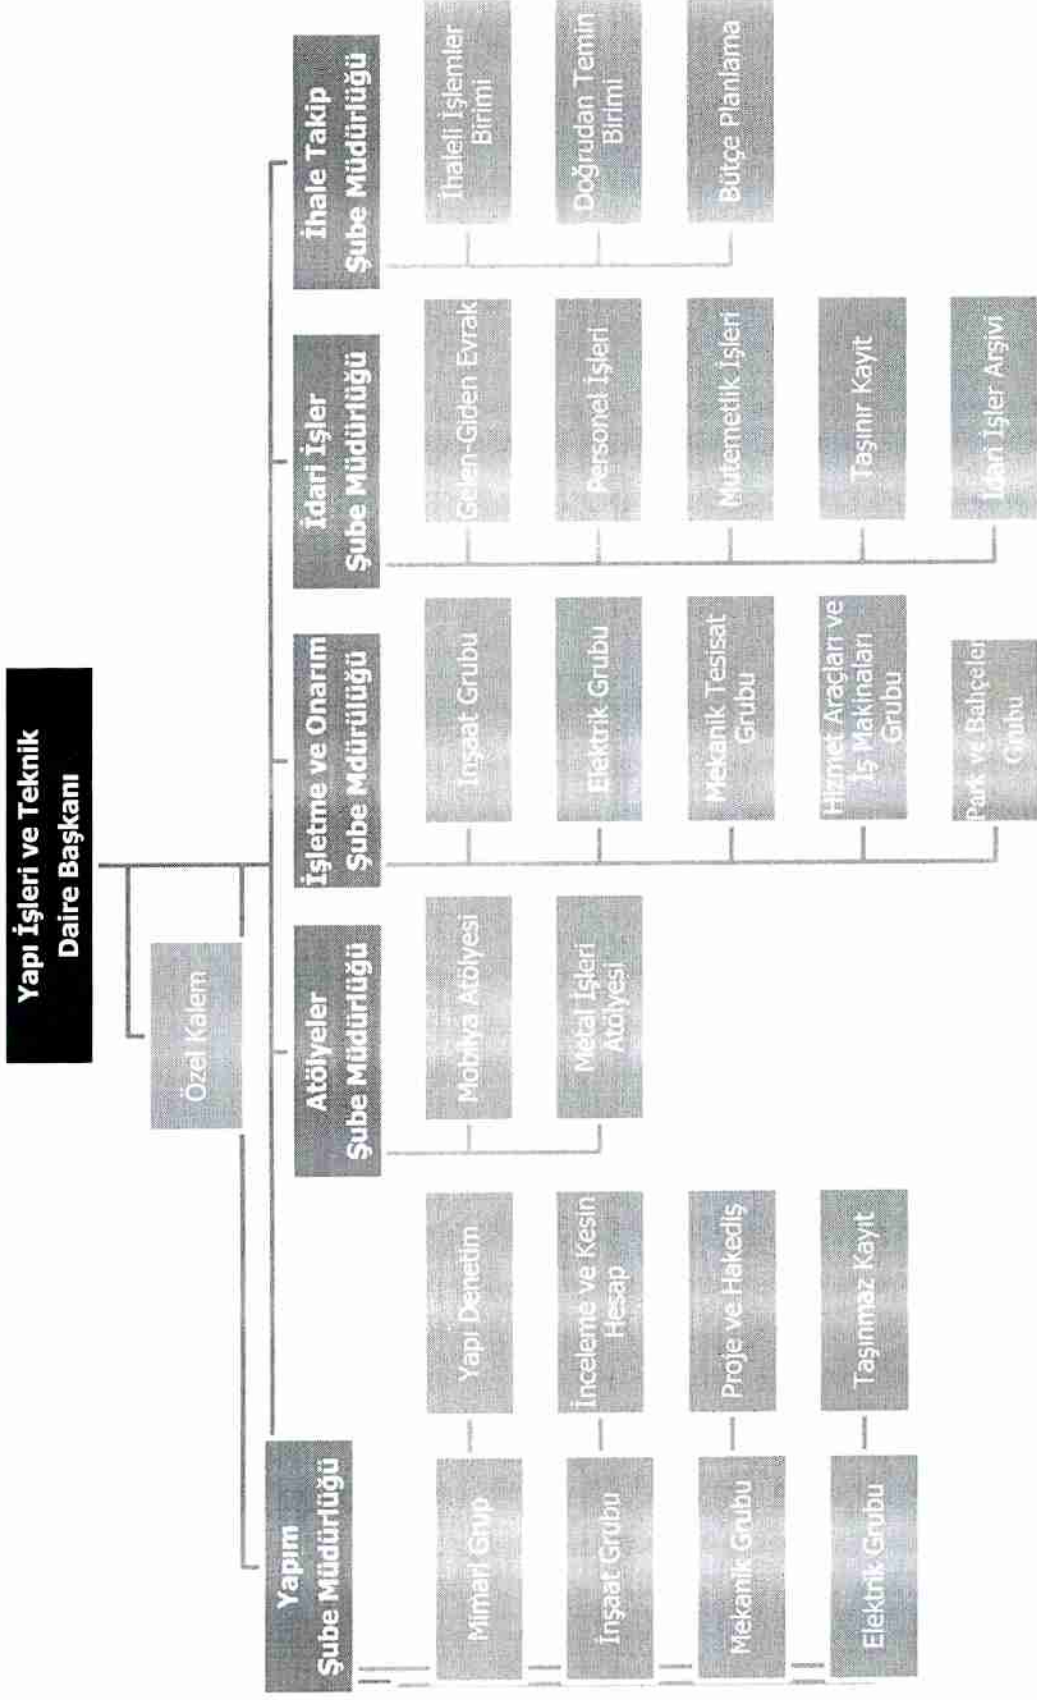 Yapı İşleri ve Teknik
Daire Başkanı
Özel Kalem
Yapım
Şube Müdürlüğü
Mimari Grup
İnşaat Grubu
Mekanik Grubu
Elektrik Grubu
Yapı Denetim
İnceleme ve Kesin
Hesap
Proje ve Hakediş
Taşınmaz Kayıt
Atölyeler
Şube Müdürlüğü
Mobilya Atölyesi
Metal İşleri
Atölyesi
İşletme ve Onarım
Şube Mdürülüğü
İnşaat Grubu
Elektrik Grubu
Mekanik Tesisat
Grubu
Hizmet Araçları ve
İş Makinaları
Grubu
Park ve Bahçeler
Grubu
İdari İşler
Şube Müdürlüğü
Gelen-Giden Evrak
Personel İşleri
Mutemetlik İşleri
Taşınır Kayıt
İdari İşler Arşivi
İhale Takip
Şube Müdürlüğü
İhaleli İşlemler
Birimi
Doğrudan Temin
Birimi
Bütçe Planlama